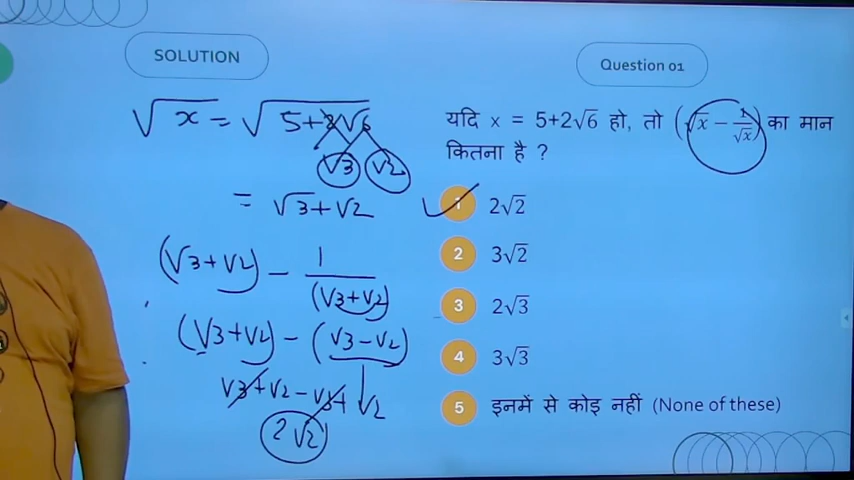 SOLUTION
Question 01
√x = √5+2√6
√3 √2
= √3+√2
(√3+√2) - 1/(√3+√2)
(√3+√2) - (√3-√2)
√3+√2-√3+√2
2√2
यदि x = 5+2√6 हो, तो (√x − 1/√x) का मान
कितना है ?
1 2√2
2 3√2
3 2√3
4 3√3
5 इनमें से कोइ नहीं (None of these)